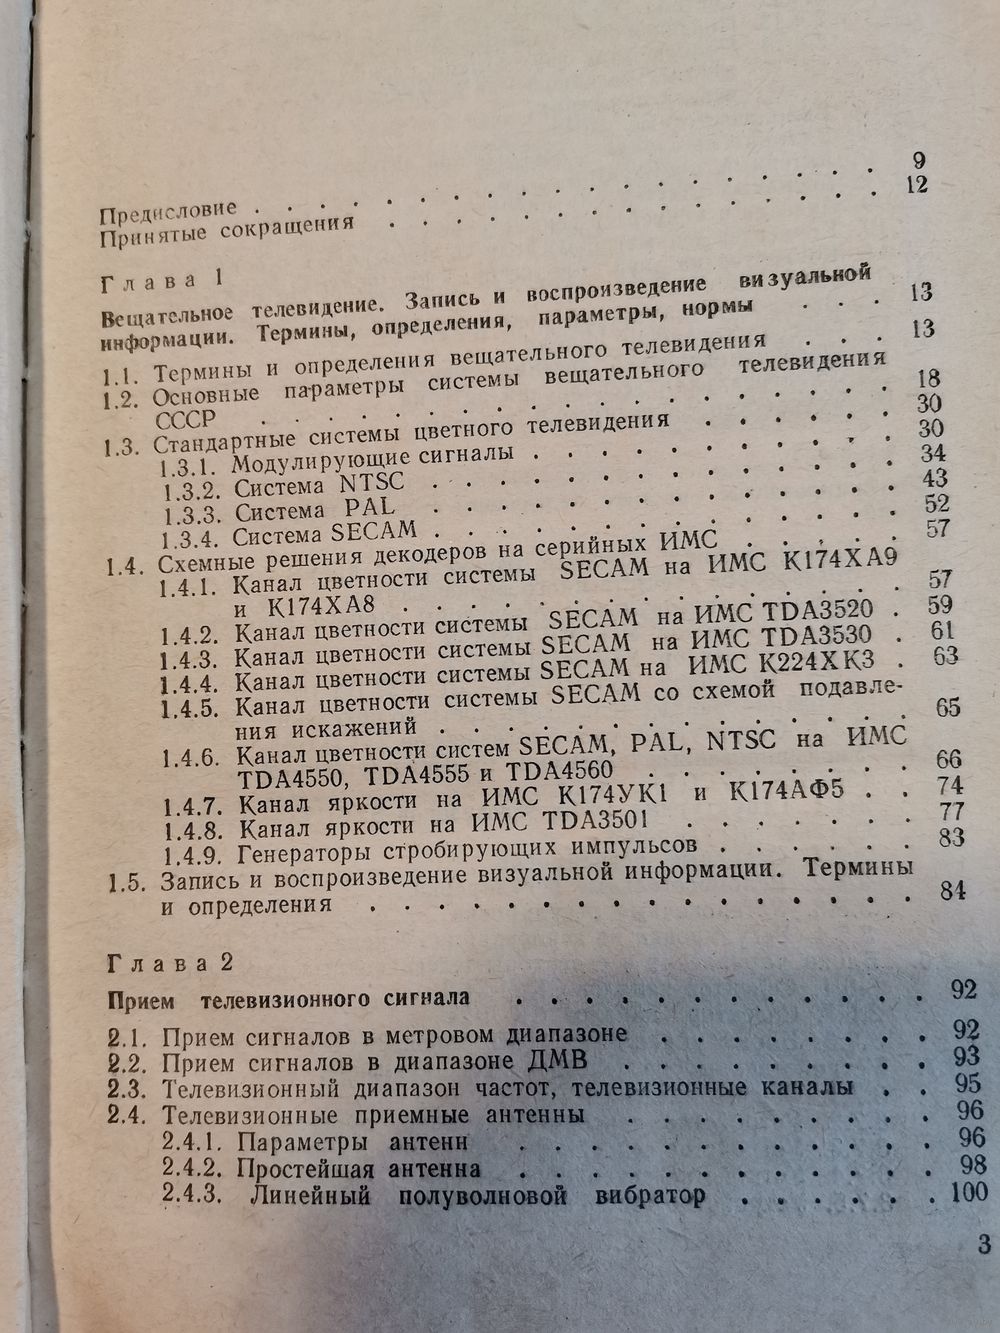 Предисловие . . . . . . . . . . . . . . . . . . 9
Принятые сокращения . . . . . . . . . . . . . . 12
Глава 1
Вещательное телевидение. Запись и воспроизведение визуальной
информации. Термины, определения, параметры, нормы . . . 13
1.1. Термины и определения вещательного телевидения . . . 13
1.2. Основные параметры системы вещательного телевидения
СССР . . . . . . . . . . . . . . . . 18
1.3. Стандартные системы цветного телевидения . . . . . . 30
1.3.1. Модулирующие сигналы . . . . . . . . . . . 30
1.3.2. Система NTSC . . . . . . . . . . . . . . 34
1.3.3. Система PAL . . . . . . . . . . . . . . 43
1.3.4. Система SECAM . . . . . . . . . . . . . 52
1.4. Схемные решения декодеров на серийных ИМС . . . . . 57
1.4.1. Канал цветности системы SECAM на ИМС К174ХА9
и К174ХА8 . . . . . . . . . . . . . . . 57
1.4.2. Канал цветности системы SECAM на ИМС TDA3520 . 59
1.4.3. Канал цветности системы SECAM на ИМС TDA3530 . 61
1.4.4. Канал цветности системы SECAM на ИМС К224ХК3 . 63
1.4.5. Канал цветности системы SECAM со схемой подавле-
ния искажений . . . . . . . . . . . . . . 65
1.4.6. Канал цветности систем SECAM, PAL, NTSC на ИМС
TDA4550, TDA4555 и TDA4560 . . . . . . . . 66
1.4.7. Канал яркости на ИМС К174УК1 и К174АФ5 . . 74
1.4.8. Канал яркости на ИМС TDA3501 . . . . . . . 77
1.4.9. Генераторы стробирующих импульсов . . . . . . 83
1.5. Запись и воспроизведение визуальной информации. Термины
и определения . . . . . . . . . . . . . . . . . 84
Глава 2
Прием телевизионного сигнала . . . . . . . . . . . . . 92
2.1. Прием сигналов в метровом диапазоне . . . . . . . . 92
2.2. Прием сигналов в диапазоне ДМВ . . . . . . . . . 93
2.3. Телевизионный диапазон частот, телевизионные каналы . . 95
2.4. Телевизионные приемные антенны . . . . . . . . . 96
2.4.1. Параметры антенн . . . . . . . . . . . . 96
2.4.2. Простейшая антенна . . . . . . . . . . . . 98
2.4.3. Линейный полуволновой вибратор . . . . . . . 100
3